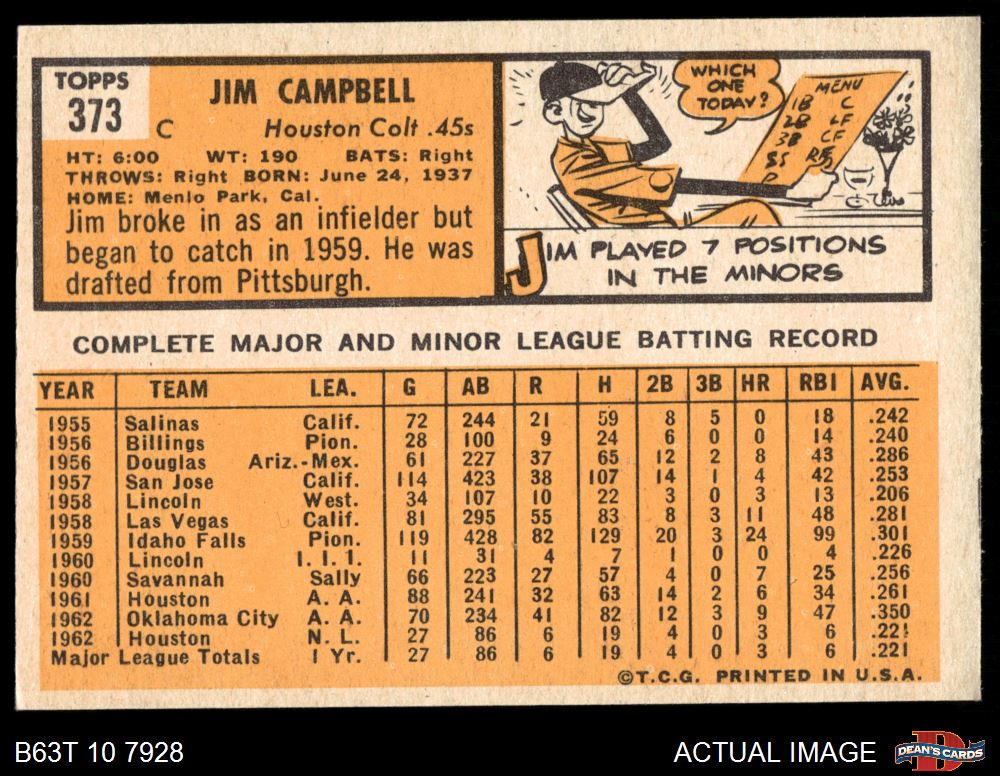 TOPPS
373
JIM CAMPBELL
C Houston Colt .45s
HT: 6:00 WT: 190 BATS: Right
THROWS: Right BORN: June 24, 1937
HOME: Menlo Park, Cal.
Jim broke in as an infielder but
began to catch in 1959. He was
drafted from Pittsburgh.
WHICH
ONE
TODAY?
MENU
1B C
2B LF
3B CF
SS RF
P
JIM PLAYED 7 POSITIONS
IN THE MINORS
COMPLETE MAJOR AND MINOR LEAGUE BATTING RECORD
YEAR TEAM LEA. G AB R H 2B 3B HR RBI AVG.
1955 Salinas Calif. 72 244 21 59 8 5 0 18 .242
1956 Billings Pion. 28 100 9 24 6 0 0 14 .240
1956 Douglas Ariz.-Mex. 61 227 37 65 12 2 8 43 .286
1957 San Jose Calif. 114 423 38 107 14 1 4 42 .253
1958 Lincoln West. 34 107 10 22 3 0 3 13 .206
1958 Las Vegas Calif. 81 295 55 83 8 3 11 48 .281
1959 Idaho Falls Pion. 119 428 82 129 20 3 24 99 .301
1960 Lincoln I. I. I. 11 31 4 7 1 0 0 4 .226
1960 Savannah Sally 66 223 27 57 4 0 7 25 .256
1961 Houston A. A. 88 241 32 63 14 2 6 34 .261
1962 Oklahoma City A. A. 70 234 41 82 12 3 9 47 .350
1962 Houston N. L. 27 86 6 19 4 0 3 6 .221
Major League Totals 1 Yr. 27 86 6 19 4 0 3 6 .221
©T.C.G. PRINTED IN U.S.A.
B63T 10 7928
ACTUAL IMAGE
DEAN'S CARDS